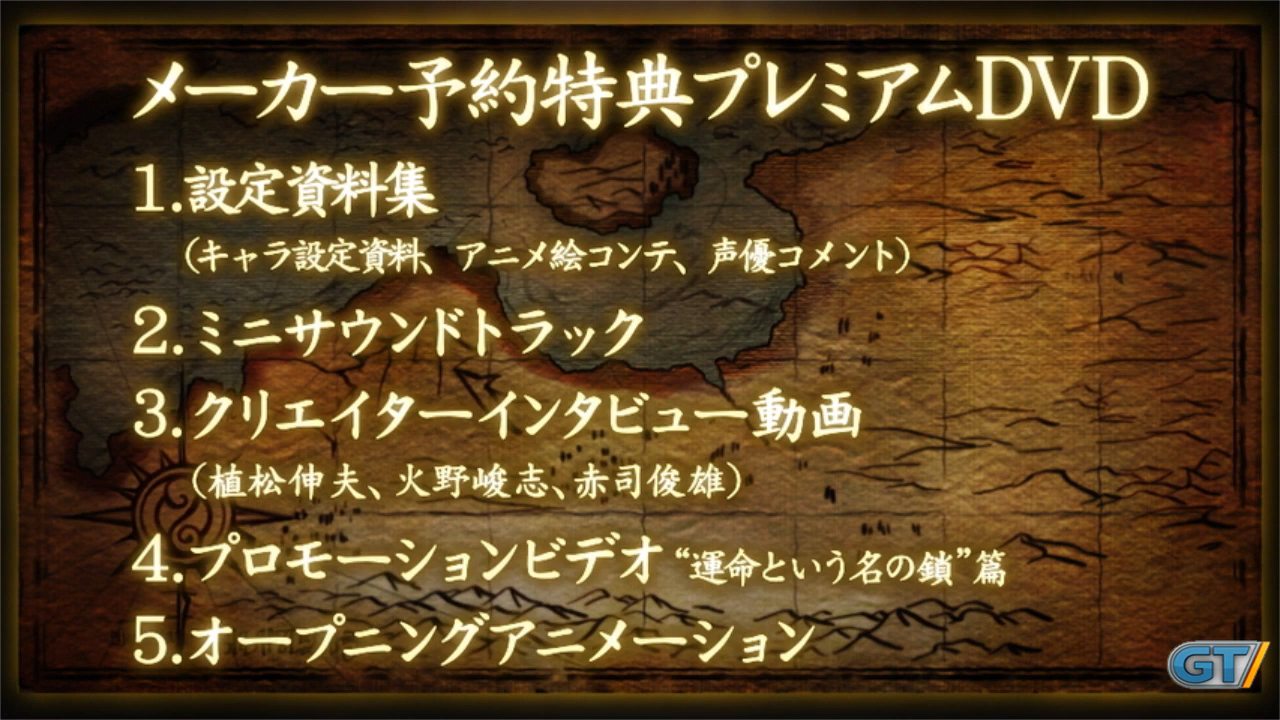 メーカー予約特典プレミアムDVD
1.設定資料集
(キャラ設定資料、アニメ絵コンテ、声優コメント)
2.ミニサウンドトラック
3.クリエイターインタビュー動画
(植松伸夫、火野峻志、赤司俊雄)
4.プロモーションビデオ“運命という名の鎖”篇
5.オープニングアニメーション
GT